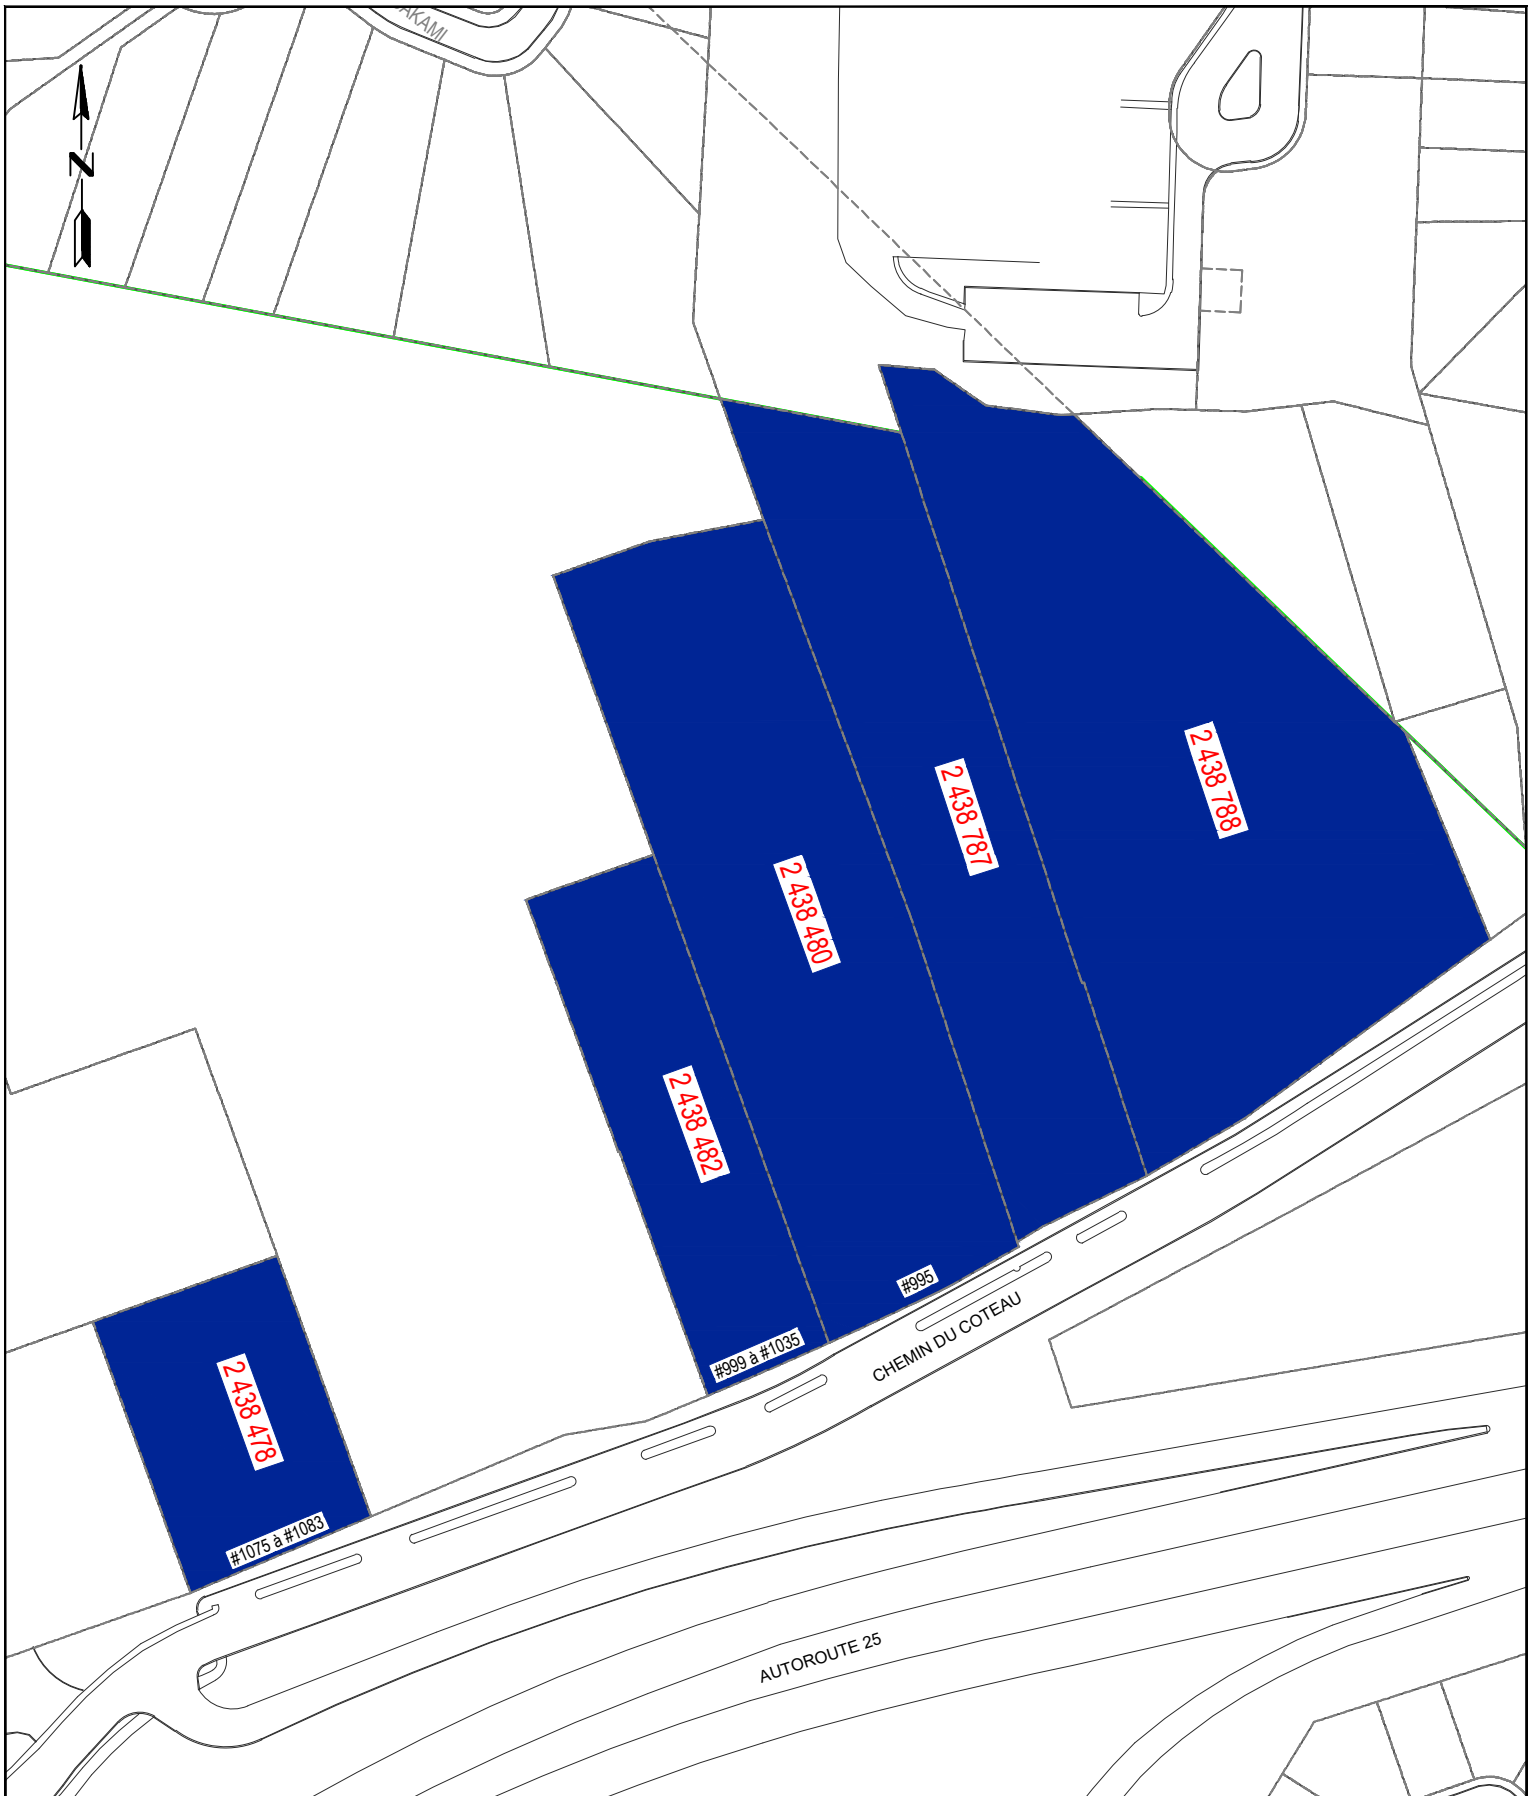 AKAMI
N
2 438 788
2 438 787
2 438 480
2 438 482
2 438 478
#995
#999 à #1035
#1075 à #1083
CHEMIN DU COTEAU
AUTOROUTE 25